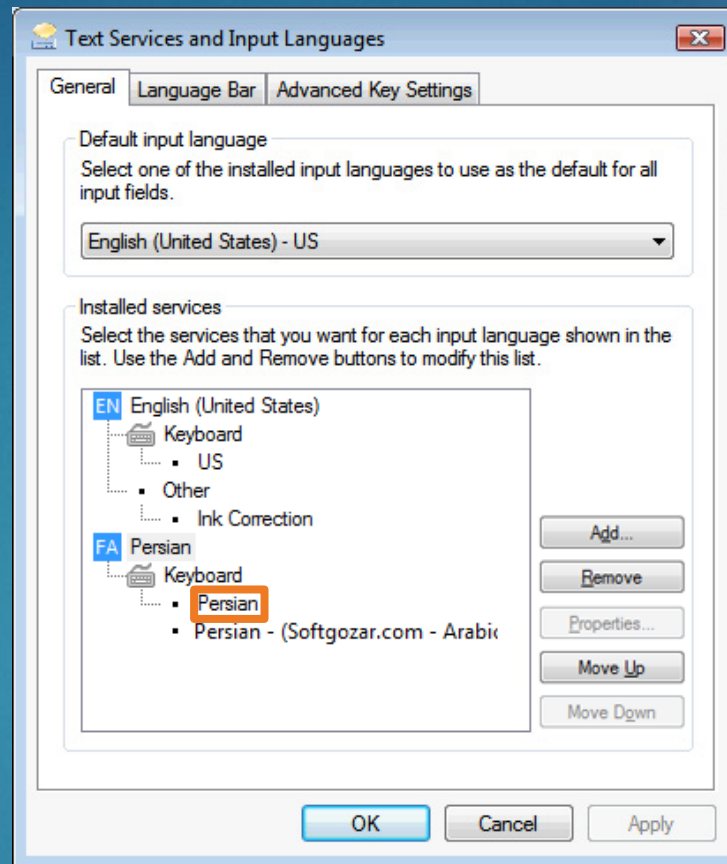 Text Services and Input Languages
General
Language Bar
Advanced Key Settings
Default input language
Select one of the installed input languages to use as the default for all
input fields.
English (United States) - US
Installed services
Select the services that you want for each input language shown in the
list. Use the Add and Remove buttons to modify this list.
EN English (United States)
Keyboard
US
Other
Ink Correction
FA Persian
Keyboard
Persian
Persian - (Softgozar.com - Arabic
Add...
Remove
Properties...
Move Up
Move Down
OK
Cancel
Apply